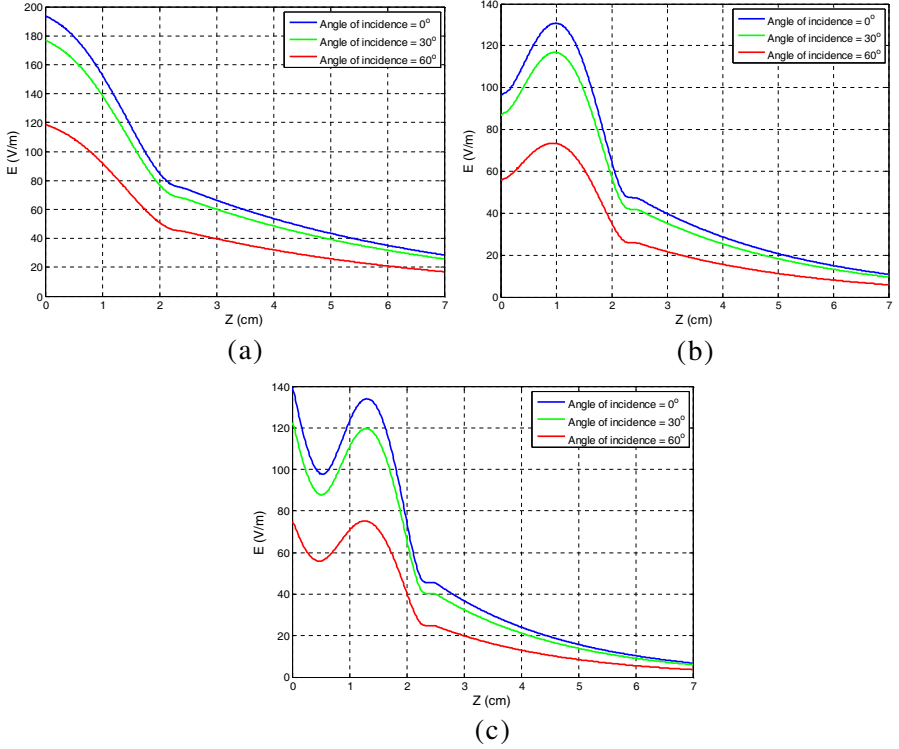 200
180
160
140
120
100
80
60
40
20
0
E (V/m)
0 1 2 3 4 5 6 7
Z (cm)
Angle of incidence = 0°
Angle of incidence = 30°
Angle of incidence = 60°
(a)
140
120
100
80
60
40
20
0
E (V/m)
0 1 2 3 4 5 6 7
Z (cm)
Angle of incidence = 0°
Angle of incidence = 30°
Angle of incidence = 60°
(b)
140
120
100
80
60
40
20
0
E (V/m)
0 1 2 3 4 5 6 7
Z (cm)
Angle of incidence = 0°
Angle of incidence = 30°
Angle of incidence = 60°
(c)